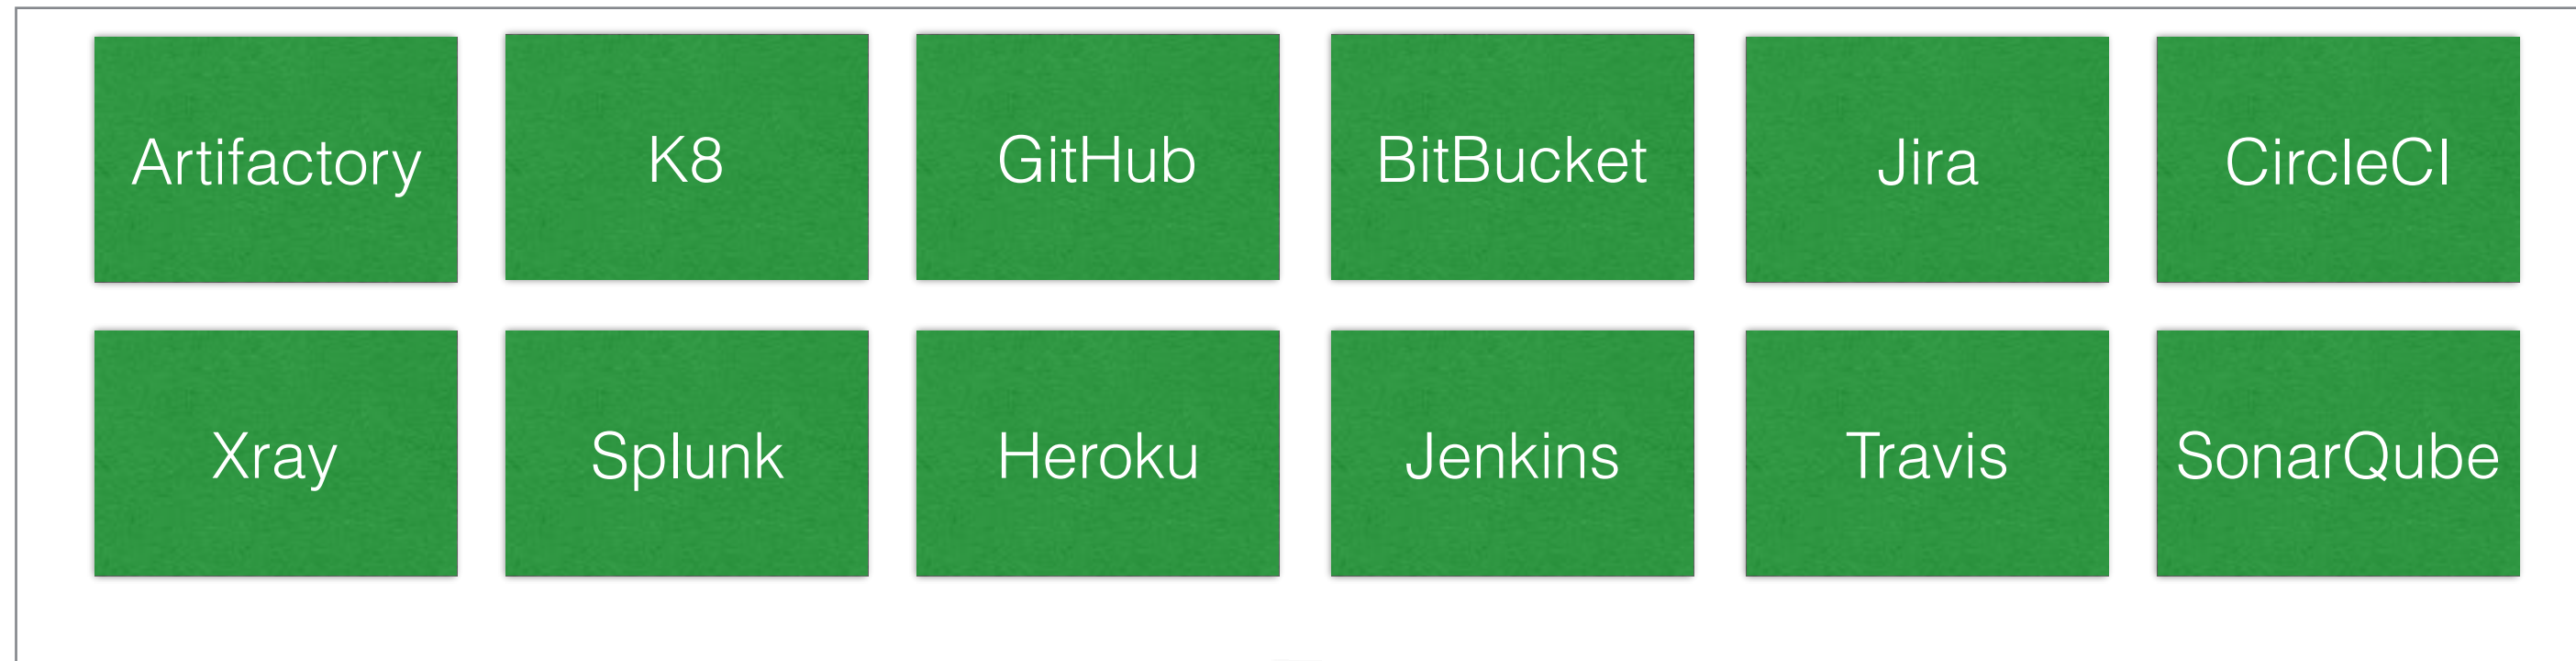 Artifactory
K8
GitHub
BitBucket
Jira
CircleCI
Xray
Splunk
Heroku
Jenkins
Travis
SonarQube